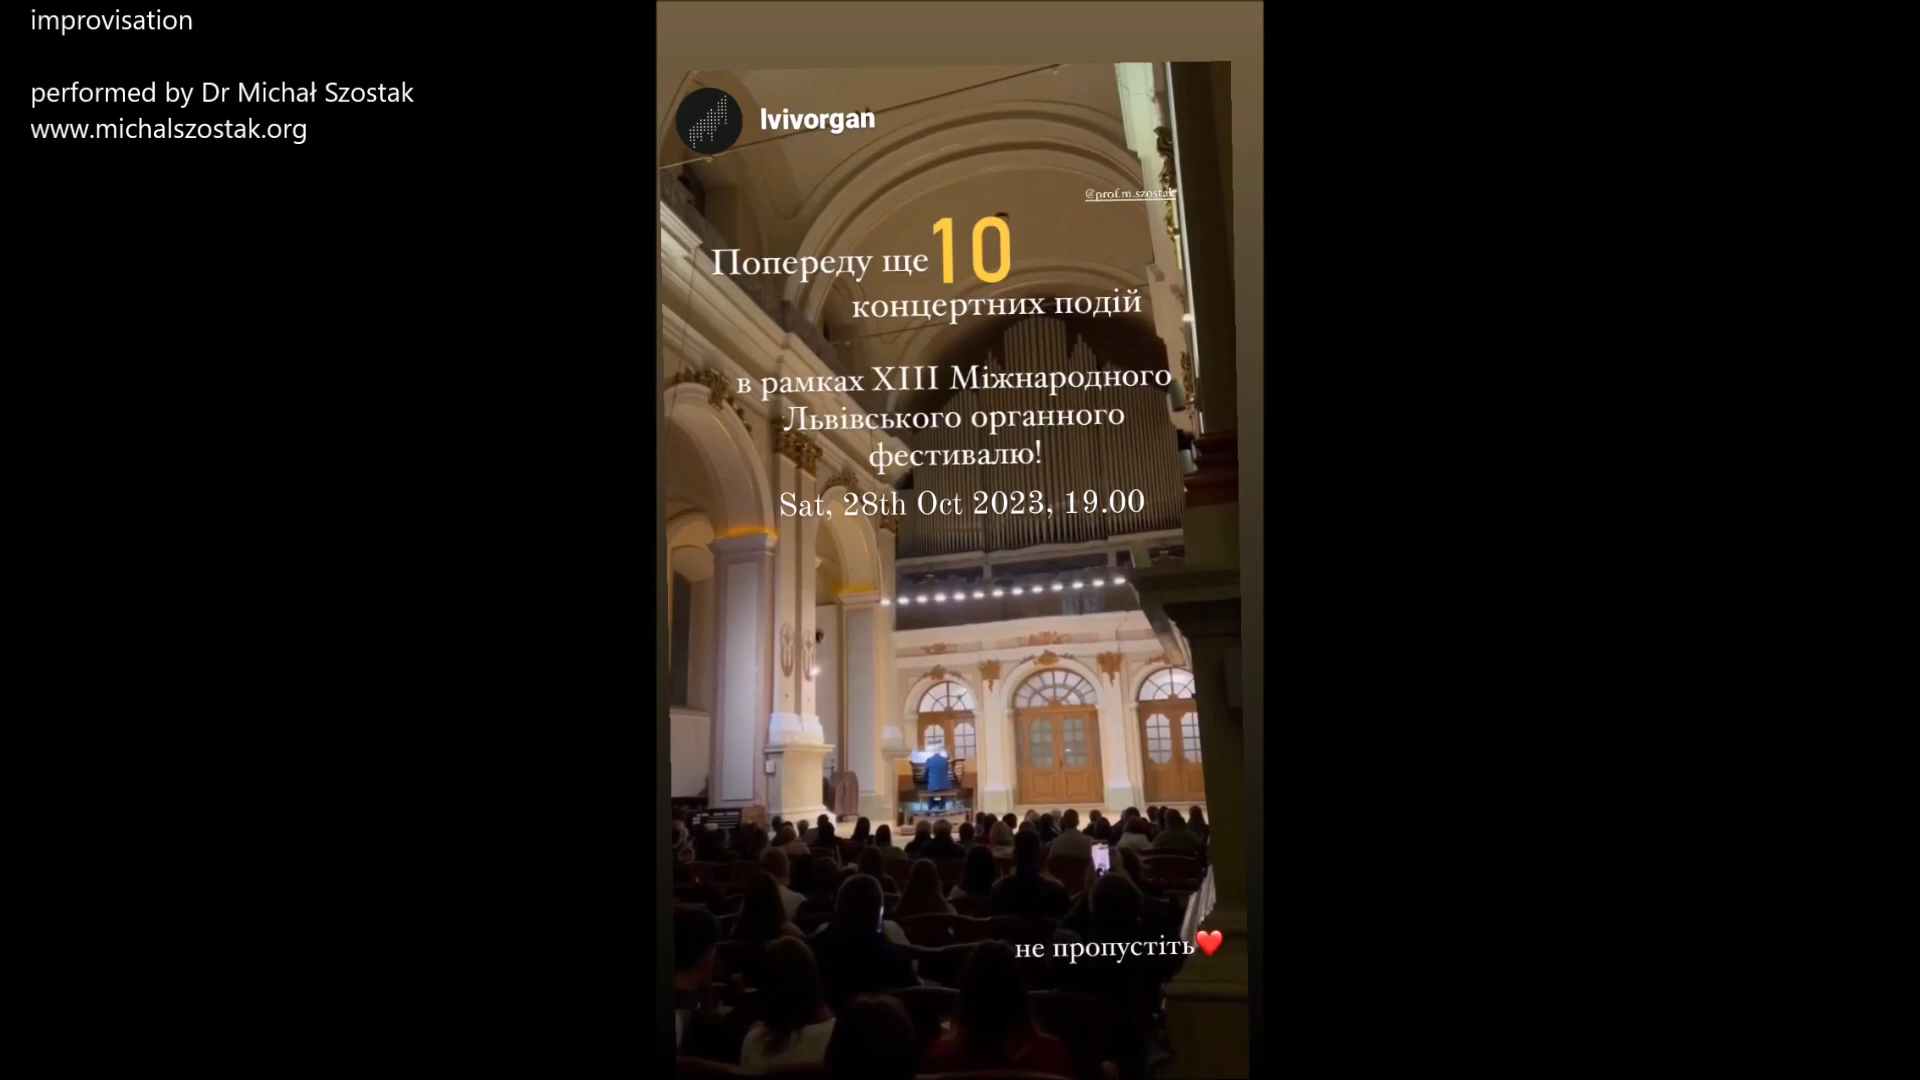 improvisation
performed by Dr Michał Szostak
www.michalszostak.org
lvivorgan
@prof.m.szostak
Попереду ще 10
концертних подій
в рамках XIII Міжнародного
Львівського органного
фестивалю!
Sat, 28th Oct 2023, 19.00
не пропустіть❤️